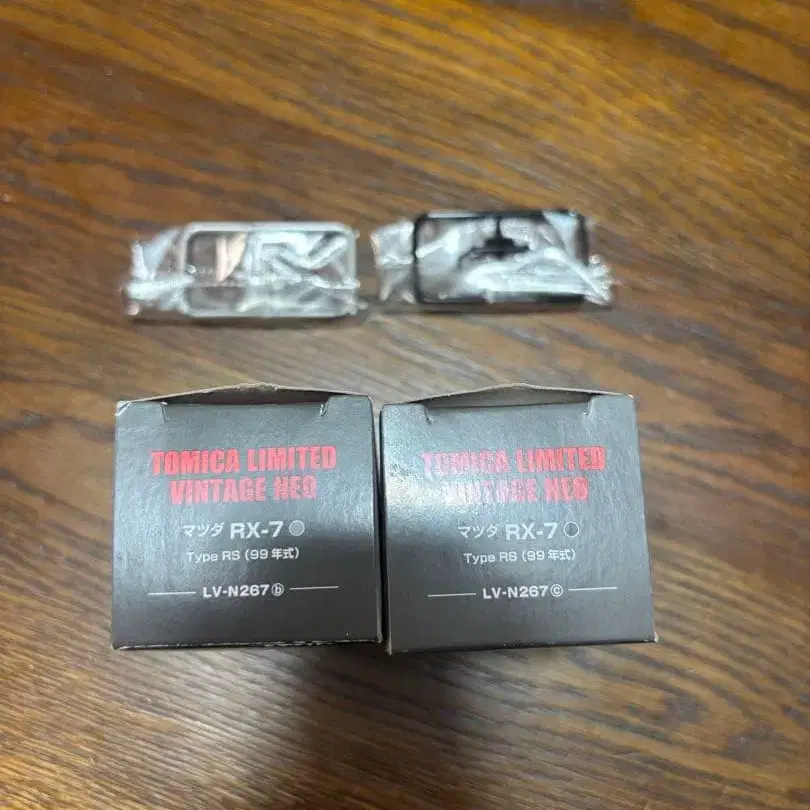 TOMICA LIMITED
VINTAGE NEO
マツダ RX-7
Type RS (99年式)
LV-N267ⓑ
TOMICA LIMITED
VINTAGE NEO
マツダ RX-7
Type RS (99年式)
LV-N267ⓒ